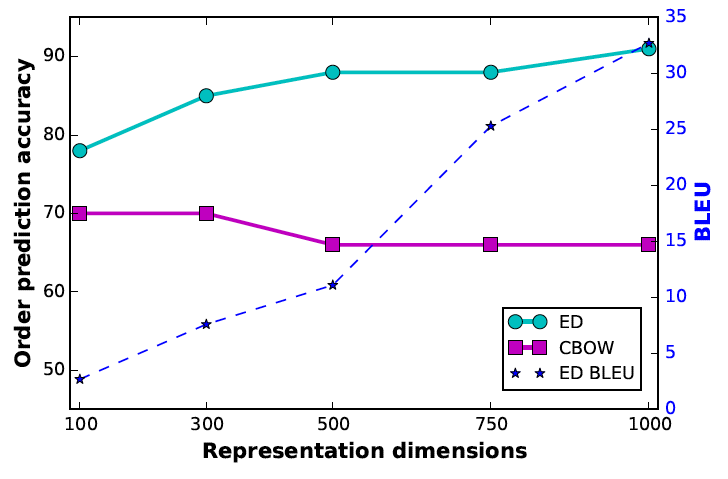 Order prediction accuracy
90
80
70
60
50
35
30
25
20
15
10
5
0
BLEU
ED
CBOW
ED BLEU
100 300 500 750 1000
Representation dimensions